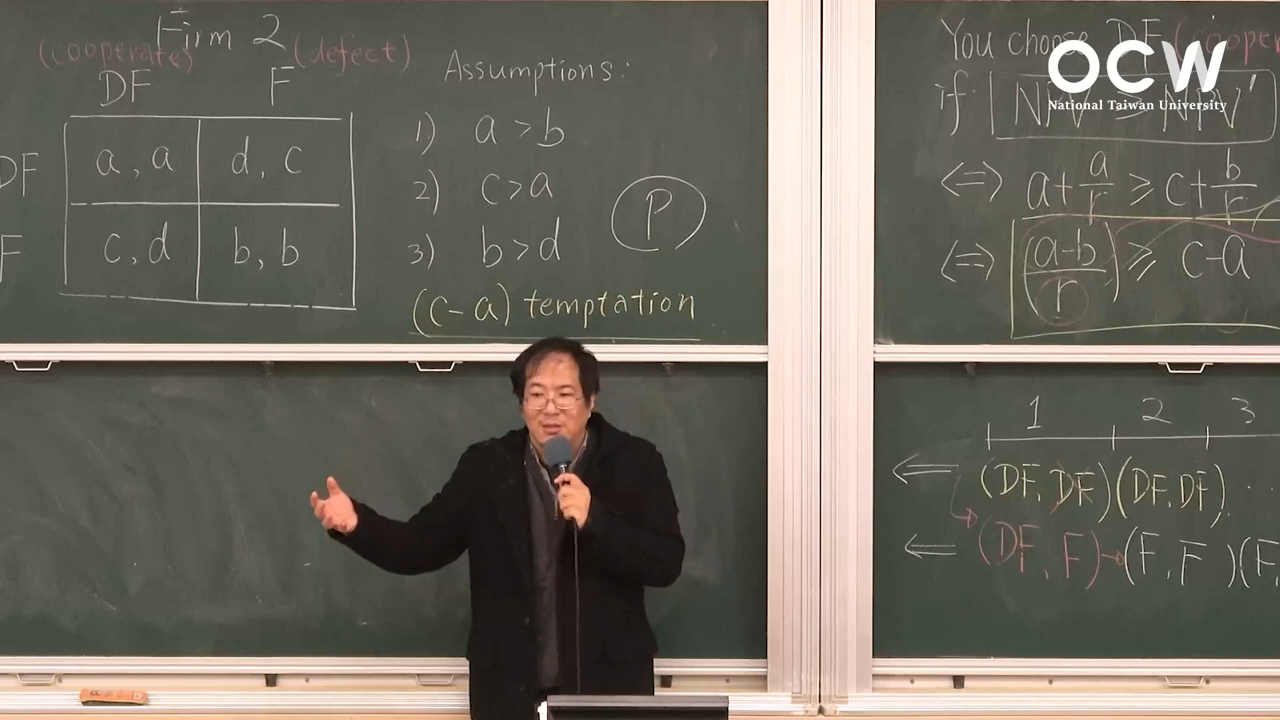 Firm 2
(cooperate) (defect)
DF F
DF a, a d, c
F c, d b, b
Assumptions:
1) a > b
2) c > a
3) b > d
P
(c-a) temptation
You choose DF (cooper
if NPV ≥ NPV'
⇔ a + a/r ≥ c + b/r
⇔ (a-b)/r ≥ c-a
1 2 3
⇐ (DF, DF) (DF, DF) ...
⇐ (DF, F) → (F, F) (F,
OCW
National Taiwan University